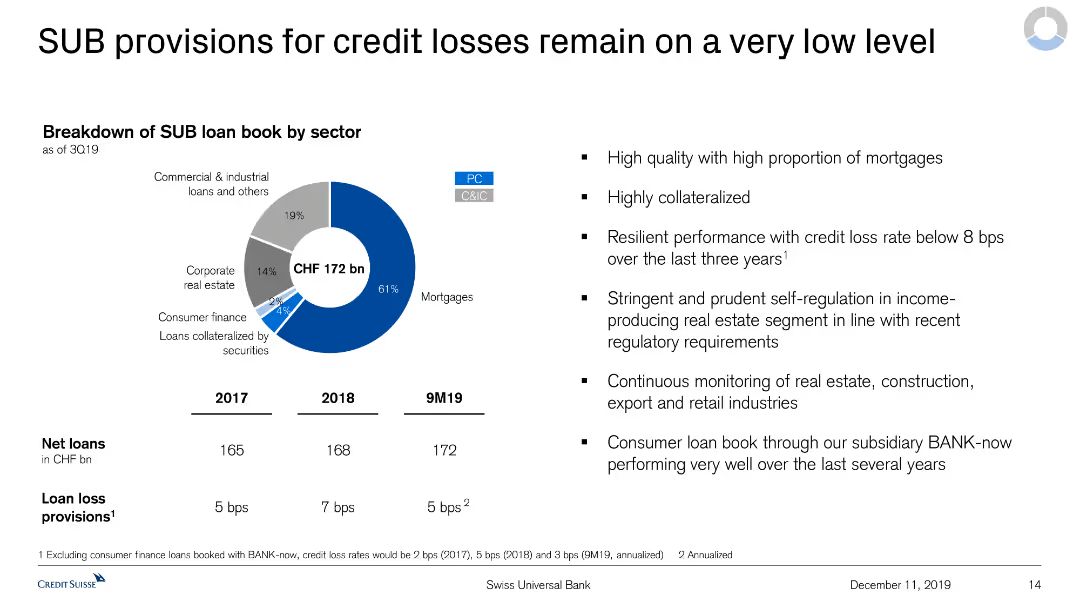 SUB provisions for credit losses remain on a very low level
Breakdown of SUB loan book by sector
as of 3Q19
Commercial & industrial
loans and others
PC
C&IC
19%
Corporate
real estate
14%
CHF 172 bn
61%
Mortgages
2%
4%
Consumer finance
Loans collateralized by
securities
2017 2018 9M19
Net loans
in CHF bn
165 168 172
Loan loss
provisions1
5 bps 7 bps 5 bps 2
▪ High quality with high proportion of mortgages
▪ Highly collateralized
▪ Resilient performance with credit loss rate below 8 bps
over the last three years1
▪ Stringent and prudent self-regulation in income-
producing real estate segment in line with recent
regulatory requirements
▪ Continuous monitoring of real estate, construction,
export and retail industries
▪ Consumer loan book through our subsidiary BANK-now
performing very well over the last several years
1 Excluding consumer finance loans booked with BANK-now, credit loss rates would be 2 bps (2017), 5 bps (2018) and 3 bps (9M19, annualized) 2 Annualized
CREDIT SUISSE Swiss Universal Bank December 11, 2019 14